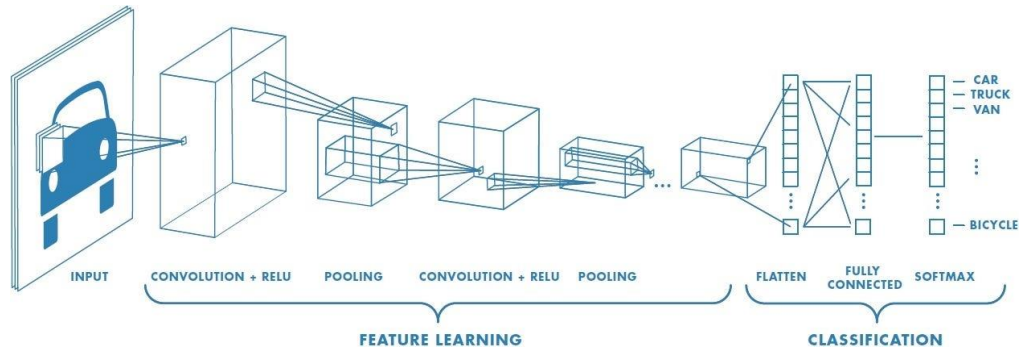 CAR
TRUCK
VAN
BICYCLE
INPUT
CONVOLUTION + RELU
POOLING
CONVOLUTION + RELU
POOLING
FLATTEN
FULLY
CONNECTED
SOFTMAX
FEATURE LEARNING
CLASSIFICATION